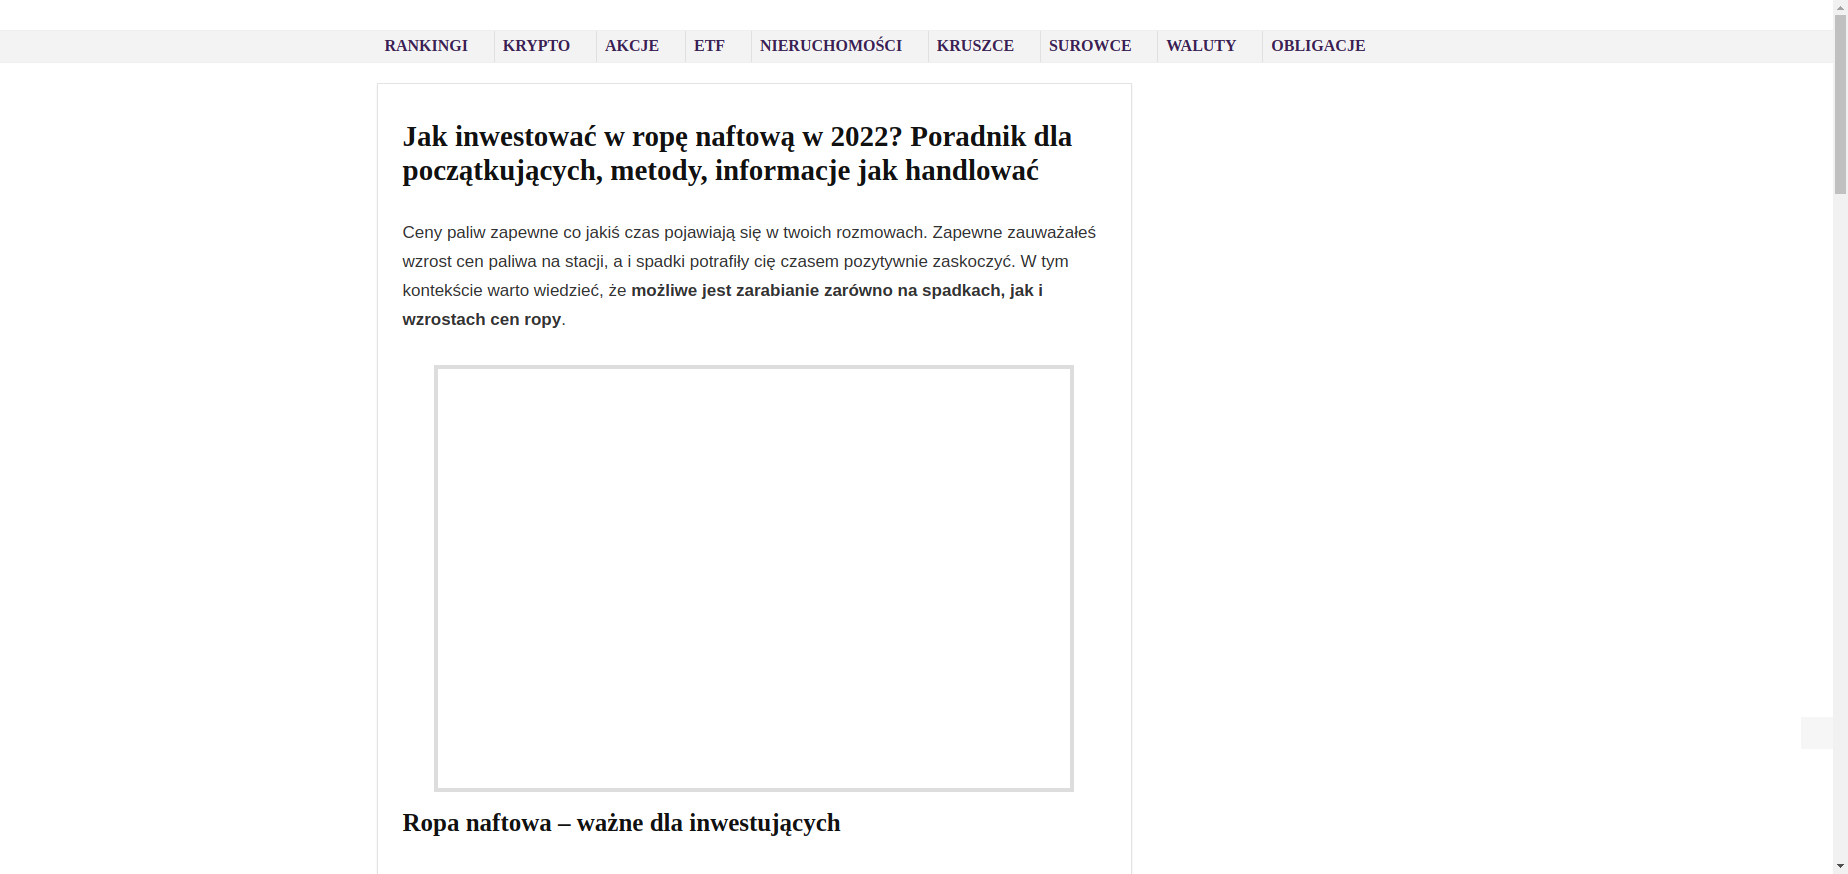 RANKINGI KRYPTO AKCJE ETF NIERUCHOMOŚCI KRUSZCE SUROWCE WALUTY OBLIGACJE
Jak inwestować w ropę naftową w 2022? Poradnik dla
początkujących, metody, informacje jak handlować
Ceny paliw zapewne co jakiś czas pojawiają się w twoich rozmowach. Zapewne zauważałeś
wzrost cen paliwa na stacji, a i spadki potrafiły cię czasem pozytywnie zaskoczyć. W tym
kontekście warto wiedzieć, że możliwe jest zarabianie zarówno na spadkach, jak i
wzrostach cen ropy.
Ropa naftowa – ważne dla inwestujących